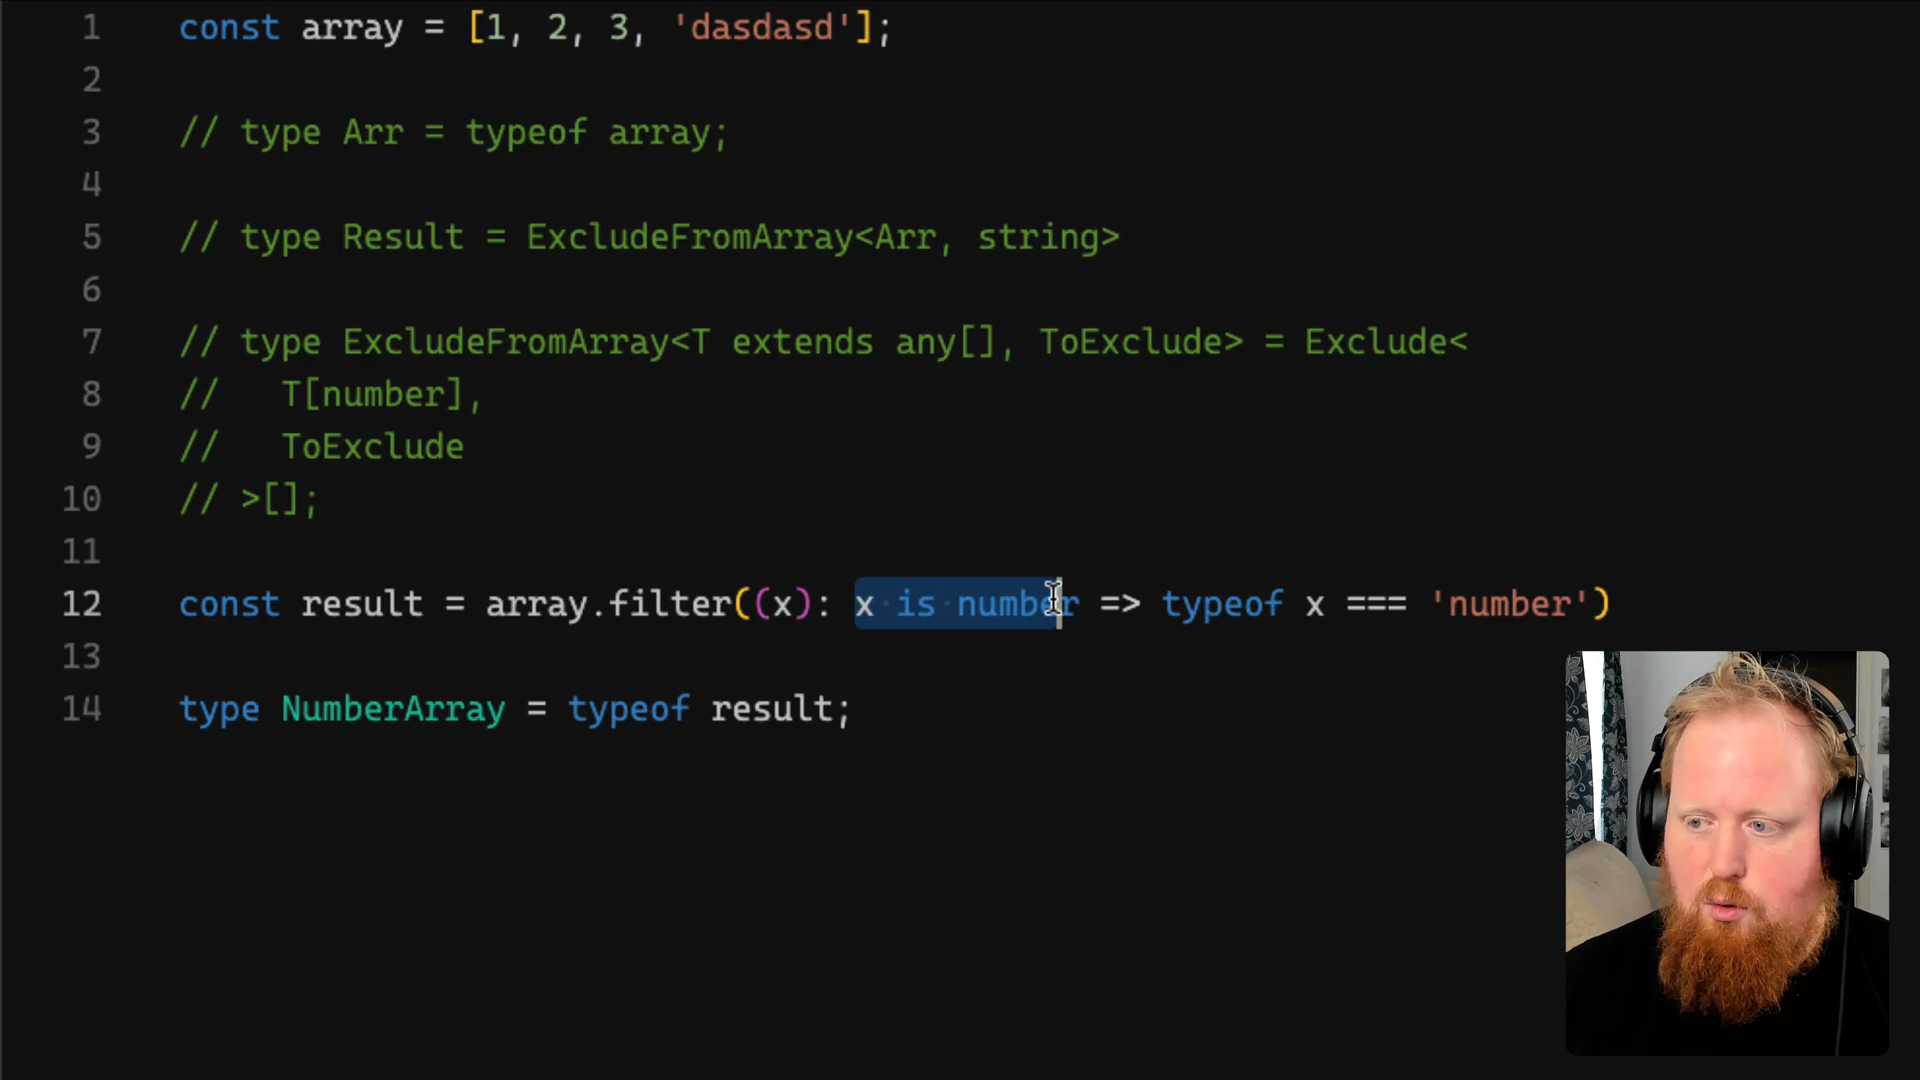 1 const array = [1, 2, 3, 'dasdasd'];
2
3 // type Arr = typeof array;
4
5 // type Result = ExcludeFromArray<Arr, string>
6
7 // type ExcludeFromArray<T extends any[], ToExclude> = Exclude<
8 //   T[number],
9 //   ToExclude
10 // >[];
11
12 const result = array.filter((x): x is number => typeof x === 'number')
13
14 type NumberArray = typeof result;